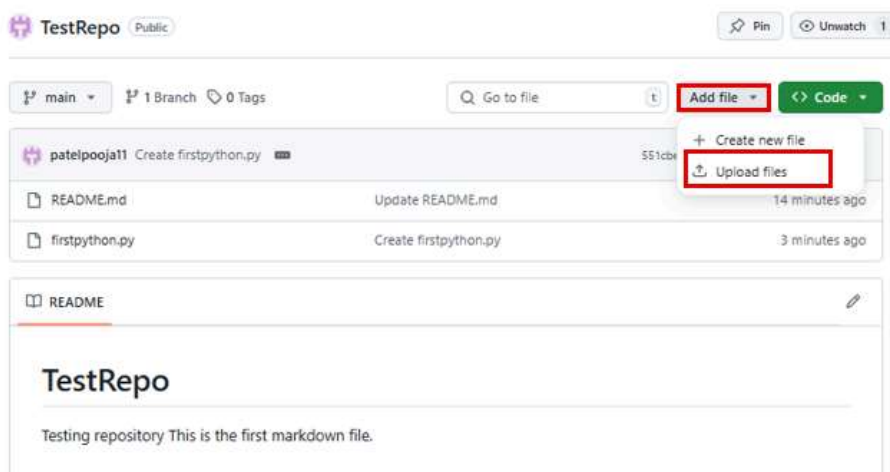 TestRepo Public Pin Unwatch 1
main 1 Branch 0 Tags Go to file t Add file <> Code
+ Create new file
patelpooja11 Create firstpython.py
Upload files
README.md Update README.md 14 minutes ago
firstpython.py Create firstpython.py 3 minutes ago
README
TestRepo
Testing repository This is the first markdown file.